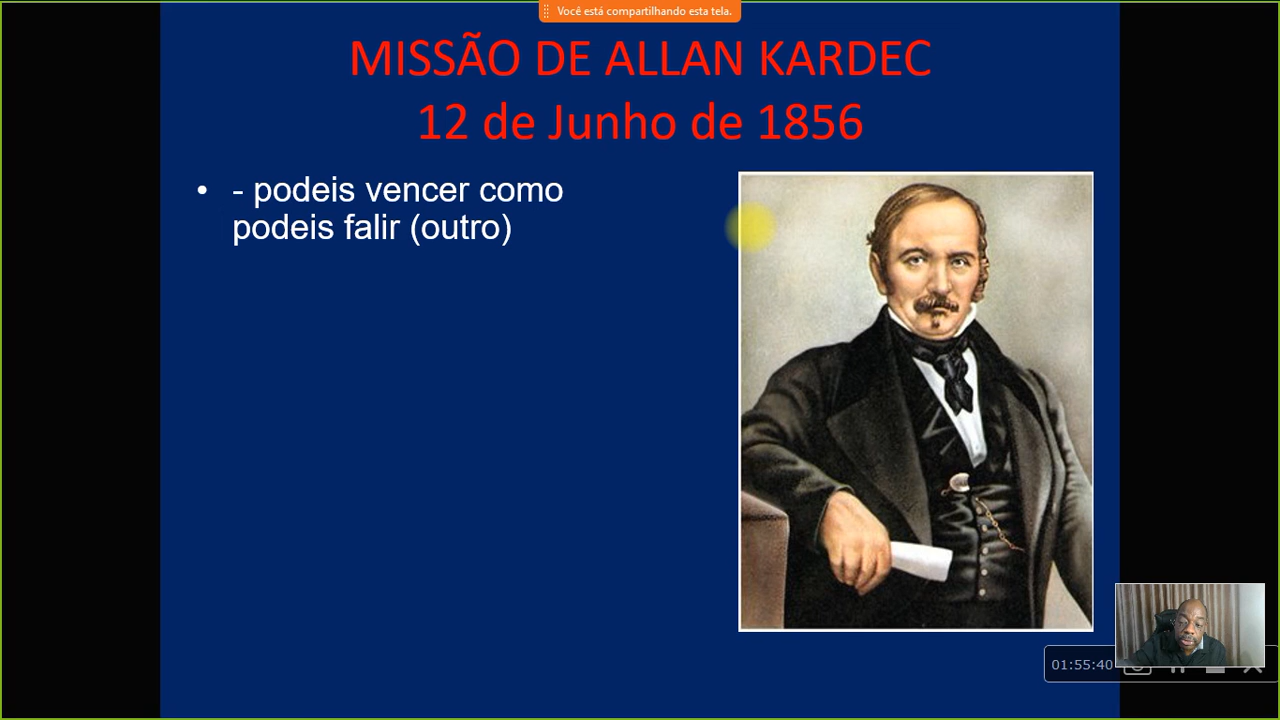 Você está compartilhando esta tela.
MISSÃO DE ALLAN KARDEC
12 de Junho de 1856
• - podeis vencer como
podeis falir (outro)
01:55:40